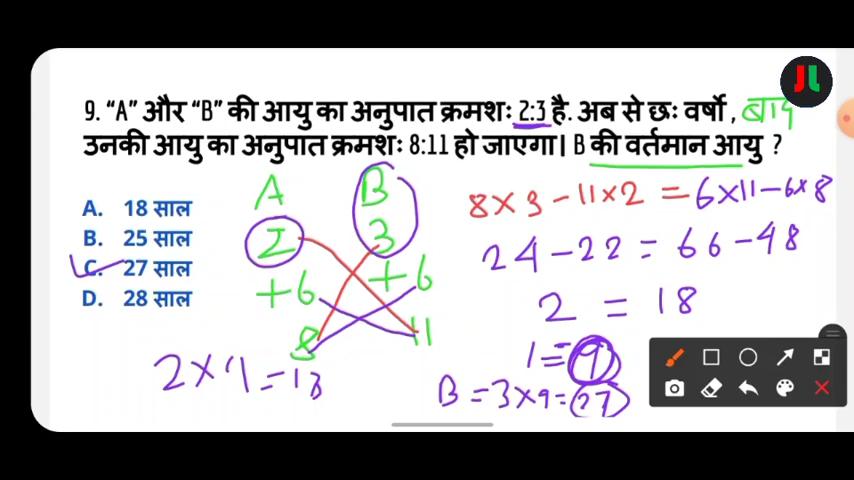 JL
9. "A" और "B" की आयु का अनुपात क्रमशः 2:3 है. अब से छः वर्षो , बाद
उनकी आयु का अनुपात क्रमशः 8:11 हो जाएगा। B की वर्तमान आयु ?
A. 18 साल
B. 25 साल
C. 27 साल
D. 28 साल
A B
2 3
+6 +6
8 11
2×9=18
8×3-11×2=6×11-6×8
24-22=66-48
2 = 18
1=9
B=3×9=27